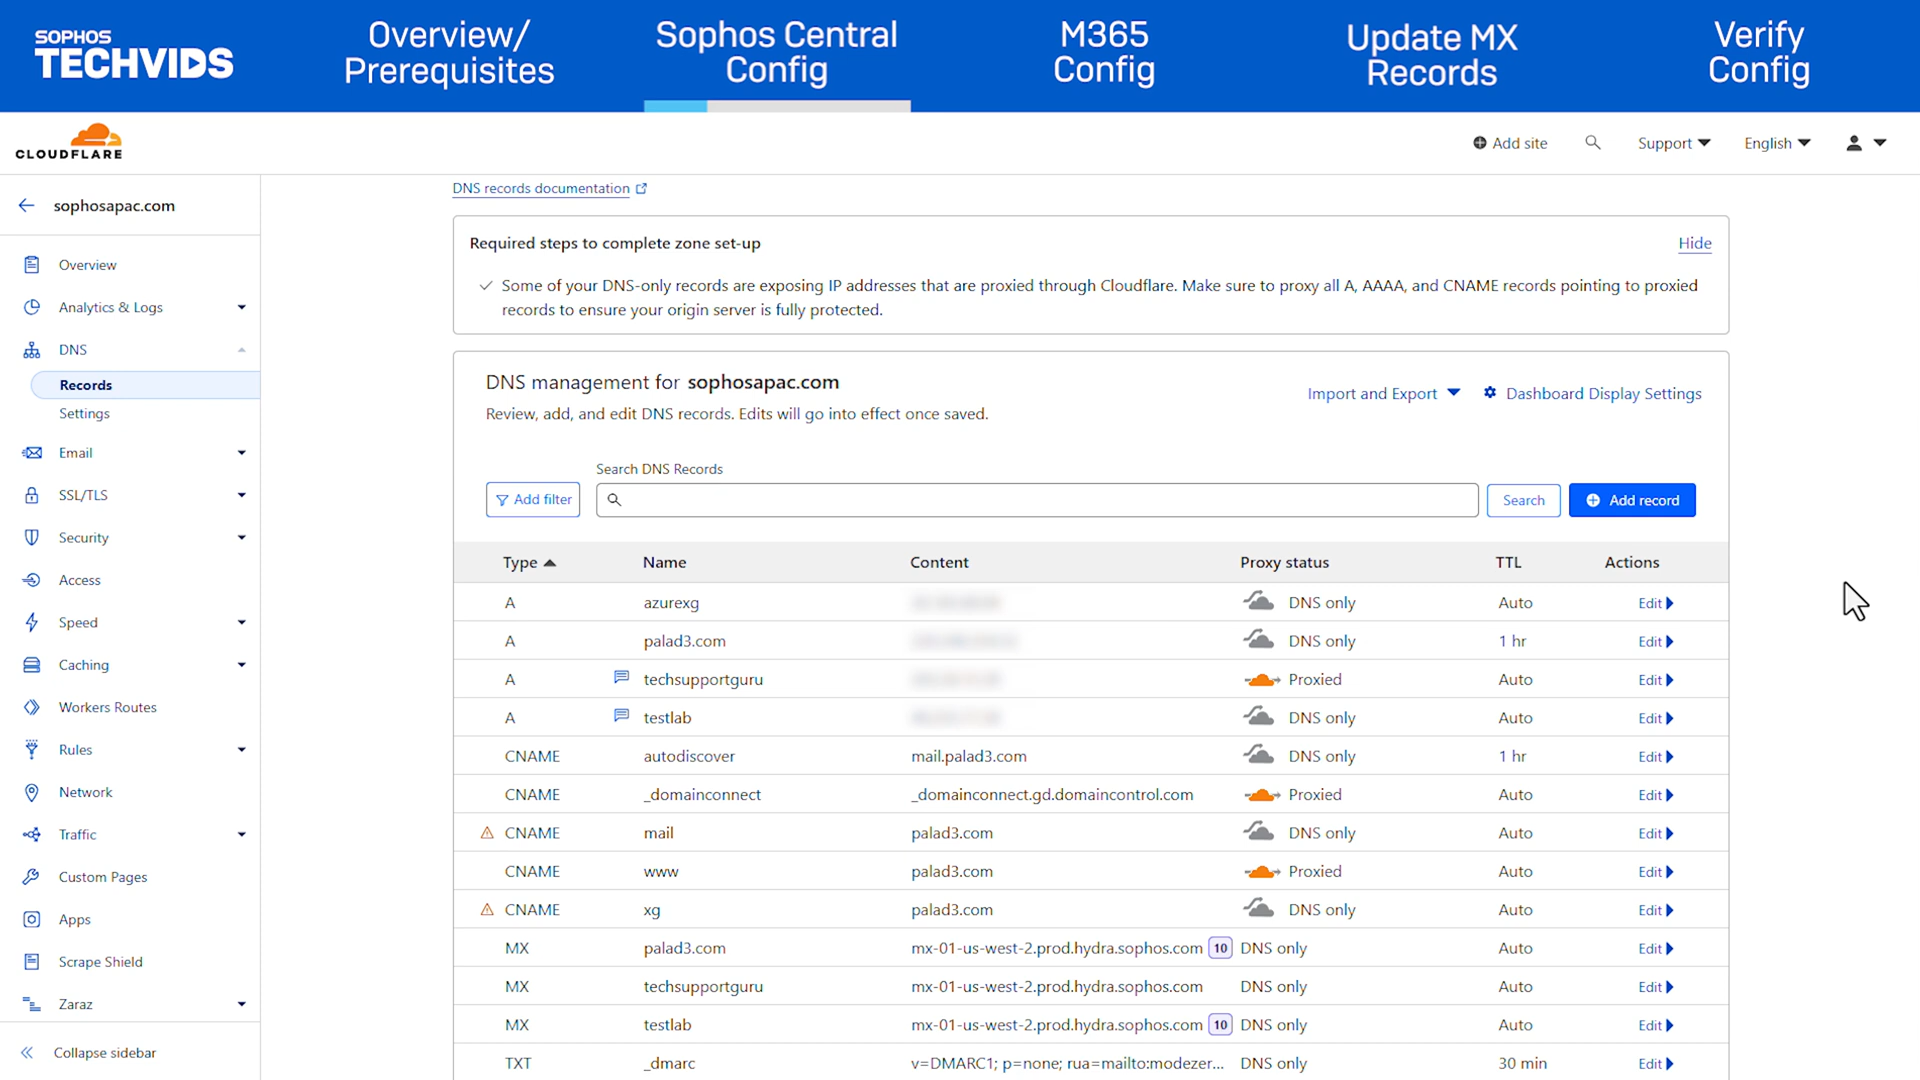 SOPHOS
TECHVIDS
Overview/
Prerequisites
Sophos Central
Config
M365
Config
Update MX
Records
Verify
Config
CLOUDFLARE
Add site
Support
English
sophosapac.com
Overview
Analytics & Logs
DNS
Records
Settings
Email
SSL/TLS
Security
Access
Speed
Caching
Workers Routes
Rules
Network
Traffic
Custom Pages
Apps
Scrape Shield
Zaraz
Collapse sidebar
DNS records documentation
Required steps to complete zone set-up
Hide
Some of your DNS-only records are exposing IP addresses that are proxied through Cloudflare. Make sure to proxy all A, AAAA, and CNAME records pointing to proxied
records to ensure your origin server is fully protected.
DNS management for sophosapac.com
Import and Export
Dashboard Display Settings
Review, add, and edit DNS records. Edits will go into effect once saved.
Search DNS Records
Add filter
Search
Add record
Type Name Content Proxy status TTL Actions
A azurexg DNS only Auto Edit
A palad3.com DNS only 1 hr Edit
A techsupportguru Proxied Auto Edit
A testlab DNS only Auto Edit
CNAME autodiscover mail.palad3.com DNS only 1 hr Edit
CNAME _domainconnect _domainconnect.gd.domaincontrol.com Proxied Auto Edit
CNAME mail palad3.com DNS only Auto Edit
CNAME www palad3.com Proxied Auto Edit
CNAME xg palad3.com DNS only Auto Edit
MX palad3.com mx-01-us-west-2.prod.hydra.sophos.com 10 DNS only Auto Edit
MX techsupportguru mx-01-us-west-2.prod.hydra.sophos.com DNS only Auto Edit
MX testlab mx-01-us-west-2.prod.hydra.sophos.com 10 DNS only Auto Edit
TXT _dmarc v=DMARC1; p=none; rua=mailto:modezer... DNS only 30 min Edit